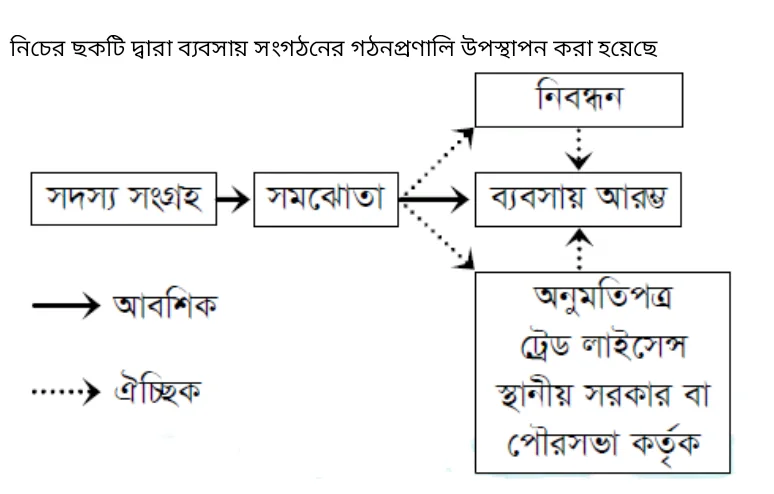 নিচের ছকটি দ্বারা ব্যবসায় সংগঠনের গঠনপ্রণালি উপস্থাপন করা হয়েছে
নিবন্ধন
সদস্য সংগ্রহ
সমঝোতা
ব্যবসায় আরম্ভ
আবশিক
ঐচ্ছিক
অনুমতিপত্র
ট্রেড লাইসেন্স
স্থানীয় সরকার বা
পৌরসভা কর্তৃক